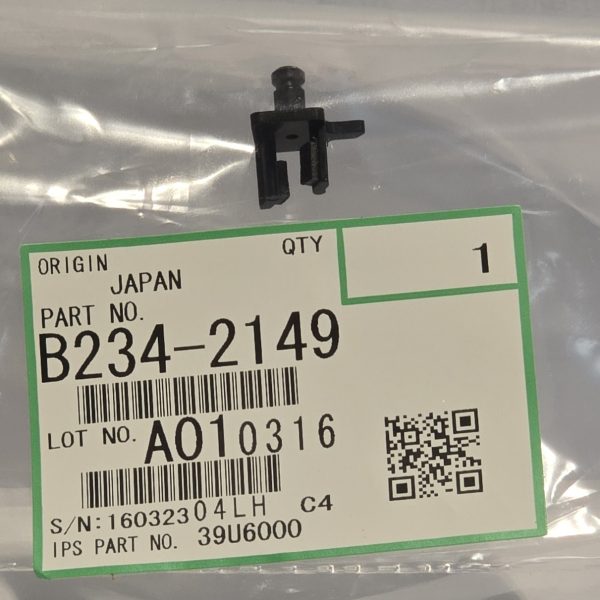 ORIGIN QTY 1
JAPAN
PART NO.
B234-2149
LOT NO. A010316
S/N:16032304LH C4
IPS PART NO. 39U6000